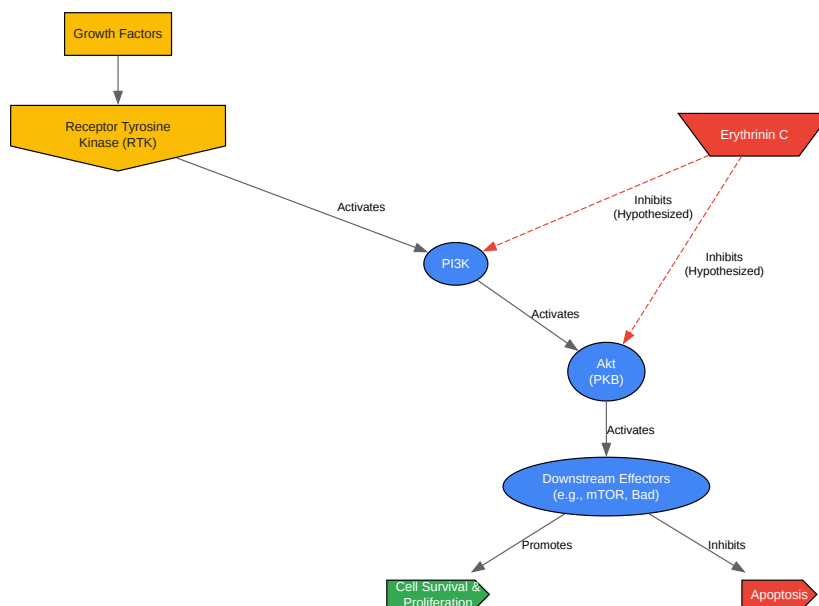 Growth Factors
Receptor Tyrosine
Kinase (RTK)
Erythrinin C
Activates
Inhibits
(Hypothesized)
Inhibits
(Hypothesized)
PI3K
Activates
Akt
(PKB)
Activates
Downstream Effectors
(e.g., mTOR, Bad)
Promotes
Inhibits
Cell Survival &
Proliferation
Apoptosis